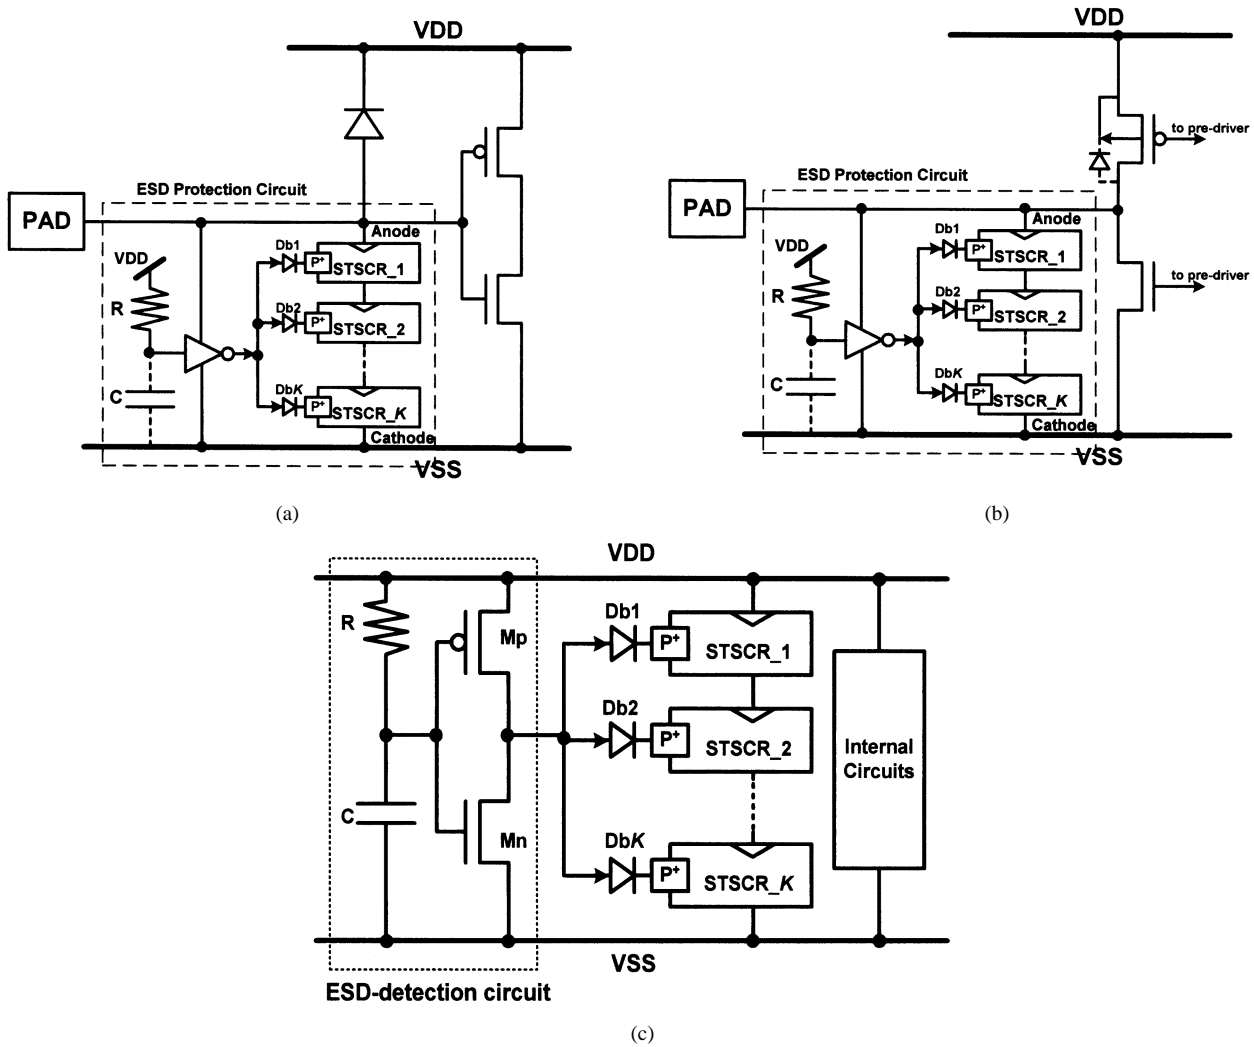 VDD
ESD Protection Circuit
PAD
VDD
R
C
Anode
Db1
P+
STSCR_1
Db2
P+
STSCR_2
DbK
P+
STSCR_K
Cathode
VSS
(a)
VDD
to pre-driver
ESD Protection Circuit
PAD
VDD
R
C
Anode
Db1
P+
STSCR_1
Db2
P+
STSCR_2
to pre-driver
DbK
P+
STSCR_K
Cathode
VSS
(b)
VDD
R
Mp
Db1
P+
STSCR_1
Db2
P+
STSCR_2
Internal
Circuits
C
Mn
DbK
P+
STSCR_K
VSS
ESD-detection circuit
(c)